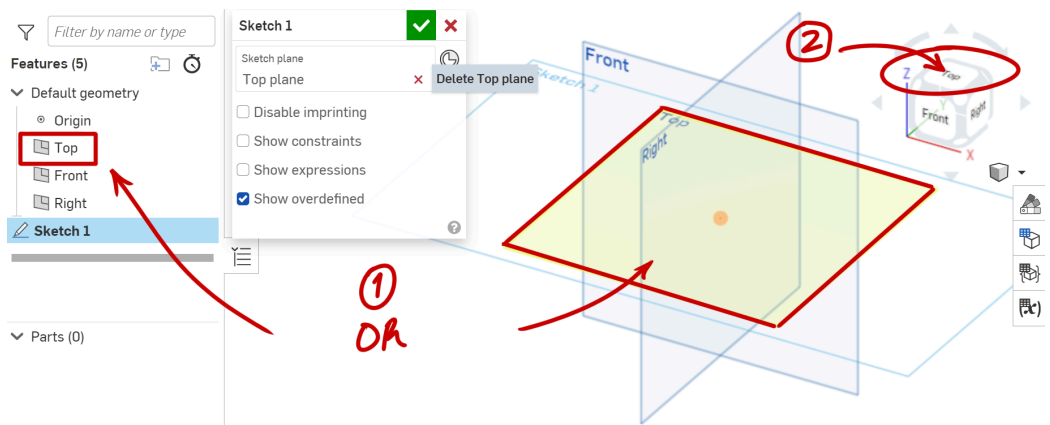 Filter by name or type
Features (5)
Default geometry
Origin
Top
Front
Right
Sketch 1
Parts (0)
Sketch 1
Sketch plane
Top plane
Delete Top plane
Disable imprinting
Show constraints
Show expressions
Show overdefined
?
1
OR
Front
Sketch 1
Top
Right
2
Z
Top
Y
Front
Right
X
(x)